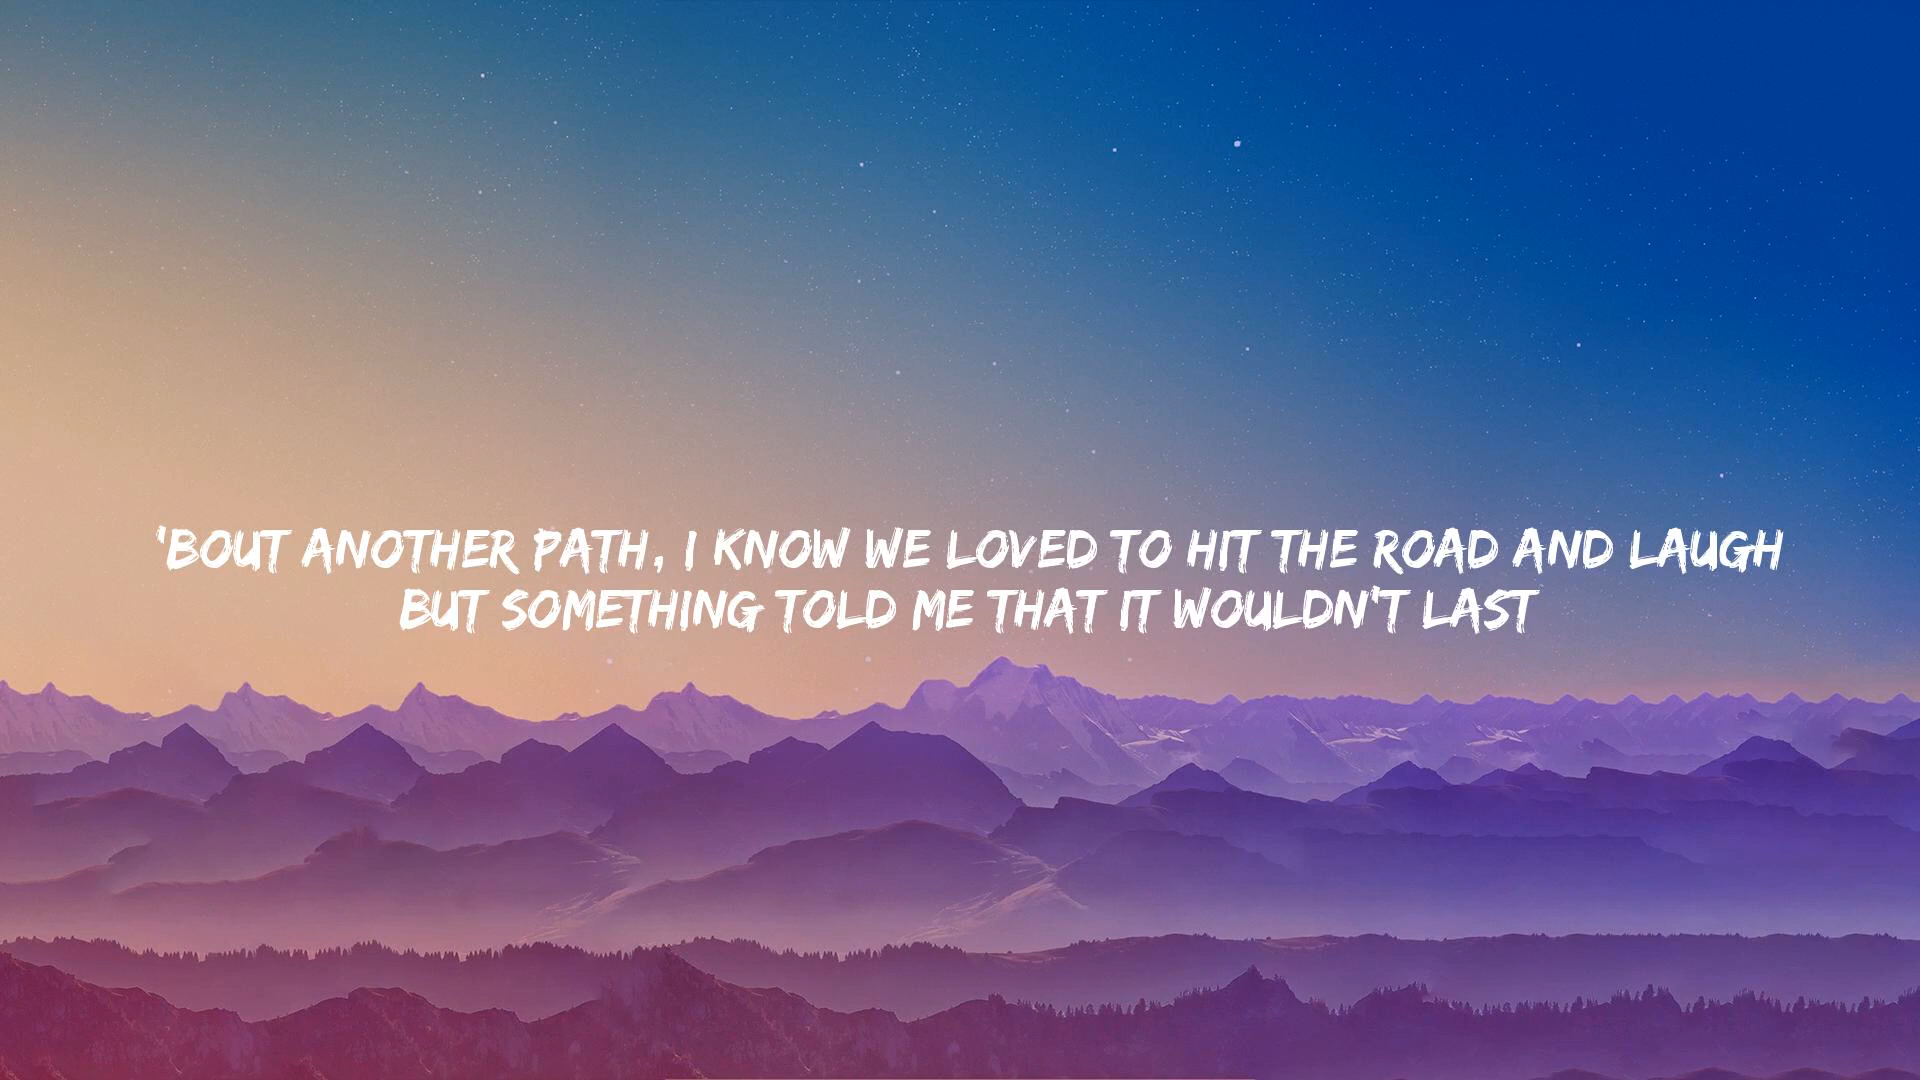 'BOUT ANOTHER PATH, I KNOW WE LOVED TO HIT THE ROAD AND LAUGH
BUT SOMETHING TOLD ME THAT IT WOULDN'T LAST